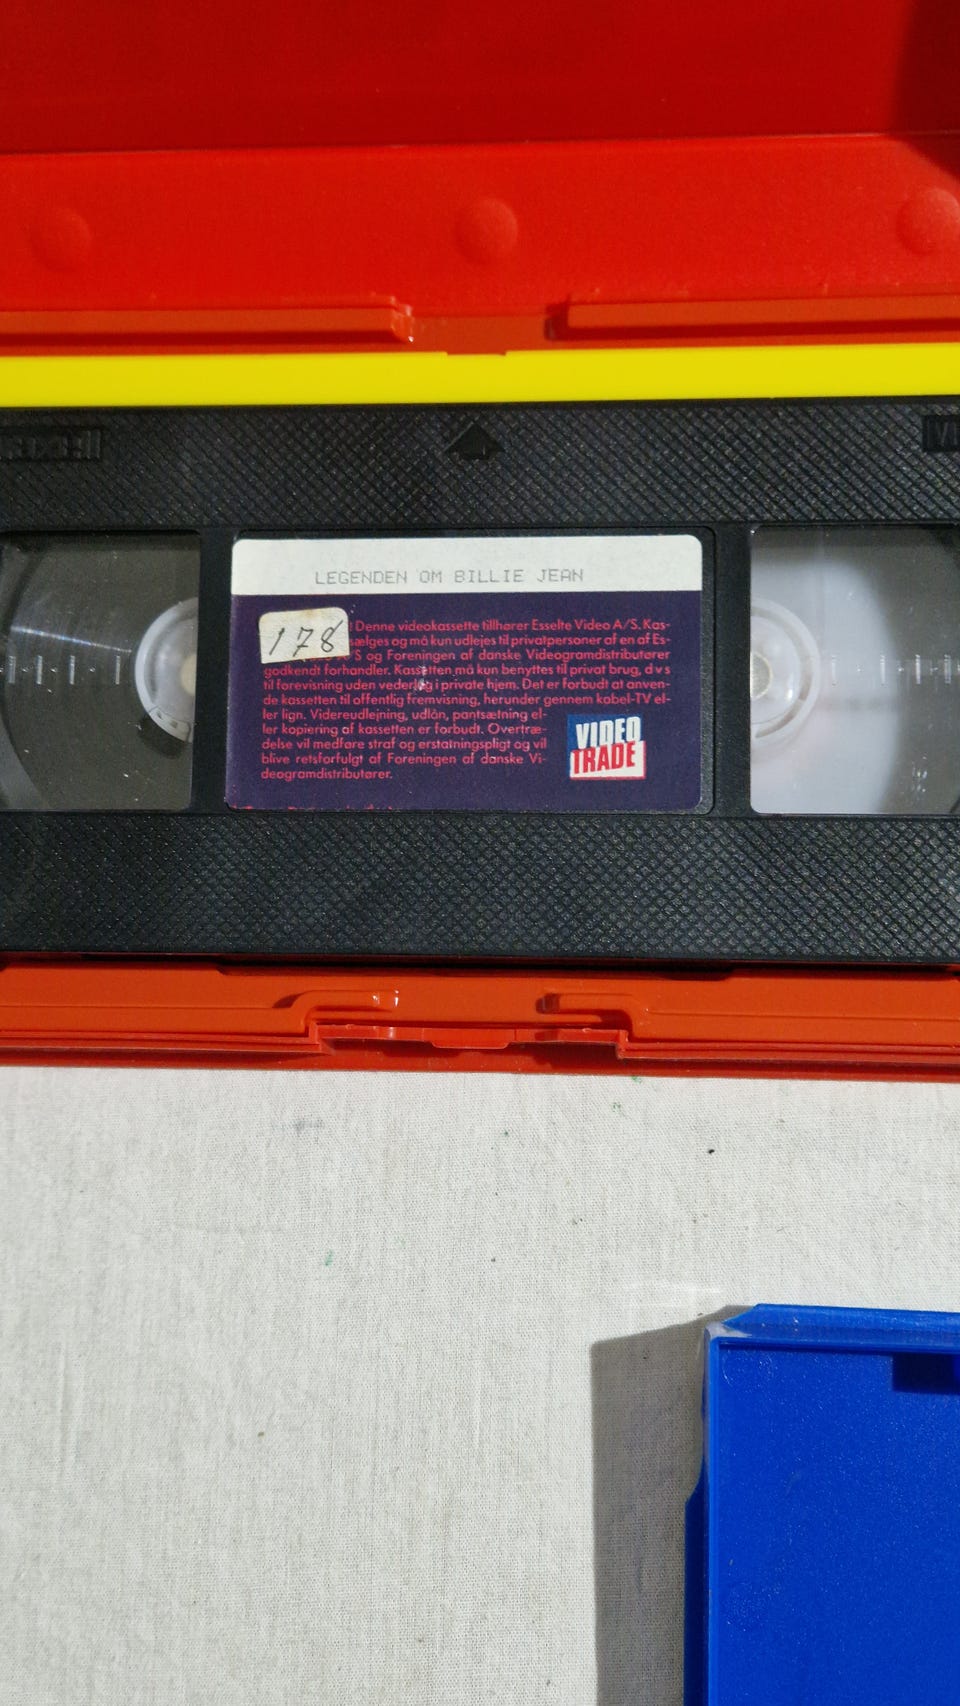 LEGENDEN OM BILLIE JEAN
178
Denne videokassette tillhører Esselte Video A/S. Kas-
sælges og må kun udlejes til privatpersoner af en af Es-
A/S og Foreningen af danske Videogramdistributører
godkendt forhandler. Kassetten må kun benyttes til privat brug, dvs
til forevisning uden vederlag i private hjem. Det er forbudt at anven-
de kassetten til offentlig fremvisning, herunder gennem kabel-TV el-
ler lign. Videreudlejning, udlån, pantsætning el-
ler kopiering af kassetten er forbudt. Overtræ-
delse vil medføre straf og erstatningspligt og vil
blive retsforfulgt af Foreningen af danske Vi-
deogramdistributører.
VIDEO
TRADE